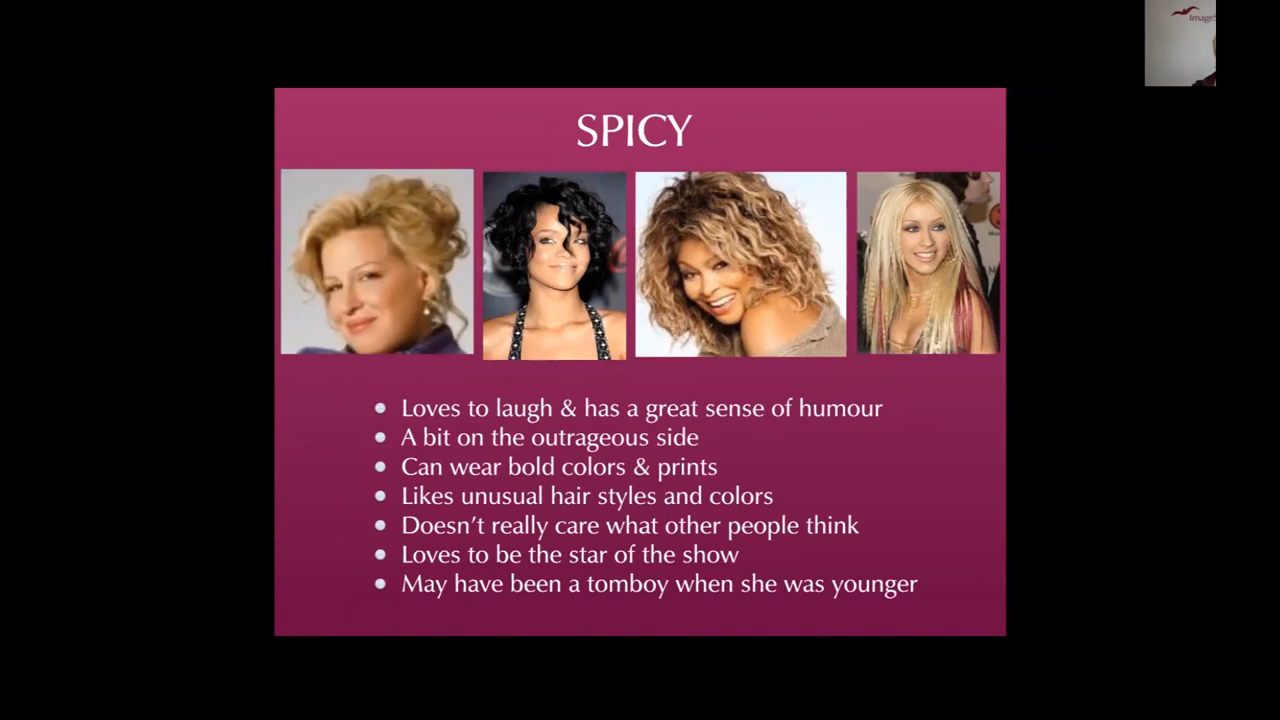 ImageS
SPICY
Loves to laugh & has a great sense of humour
A bit on the outrageous side
Can wear bold colors & prints
Likes unusual hair styles and colors
Doesn't really care what other people think
Loves to be the star of the show
May have been a tomboy when she was younger